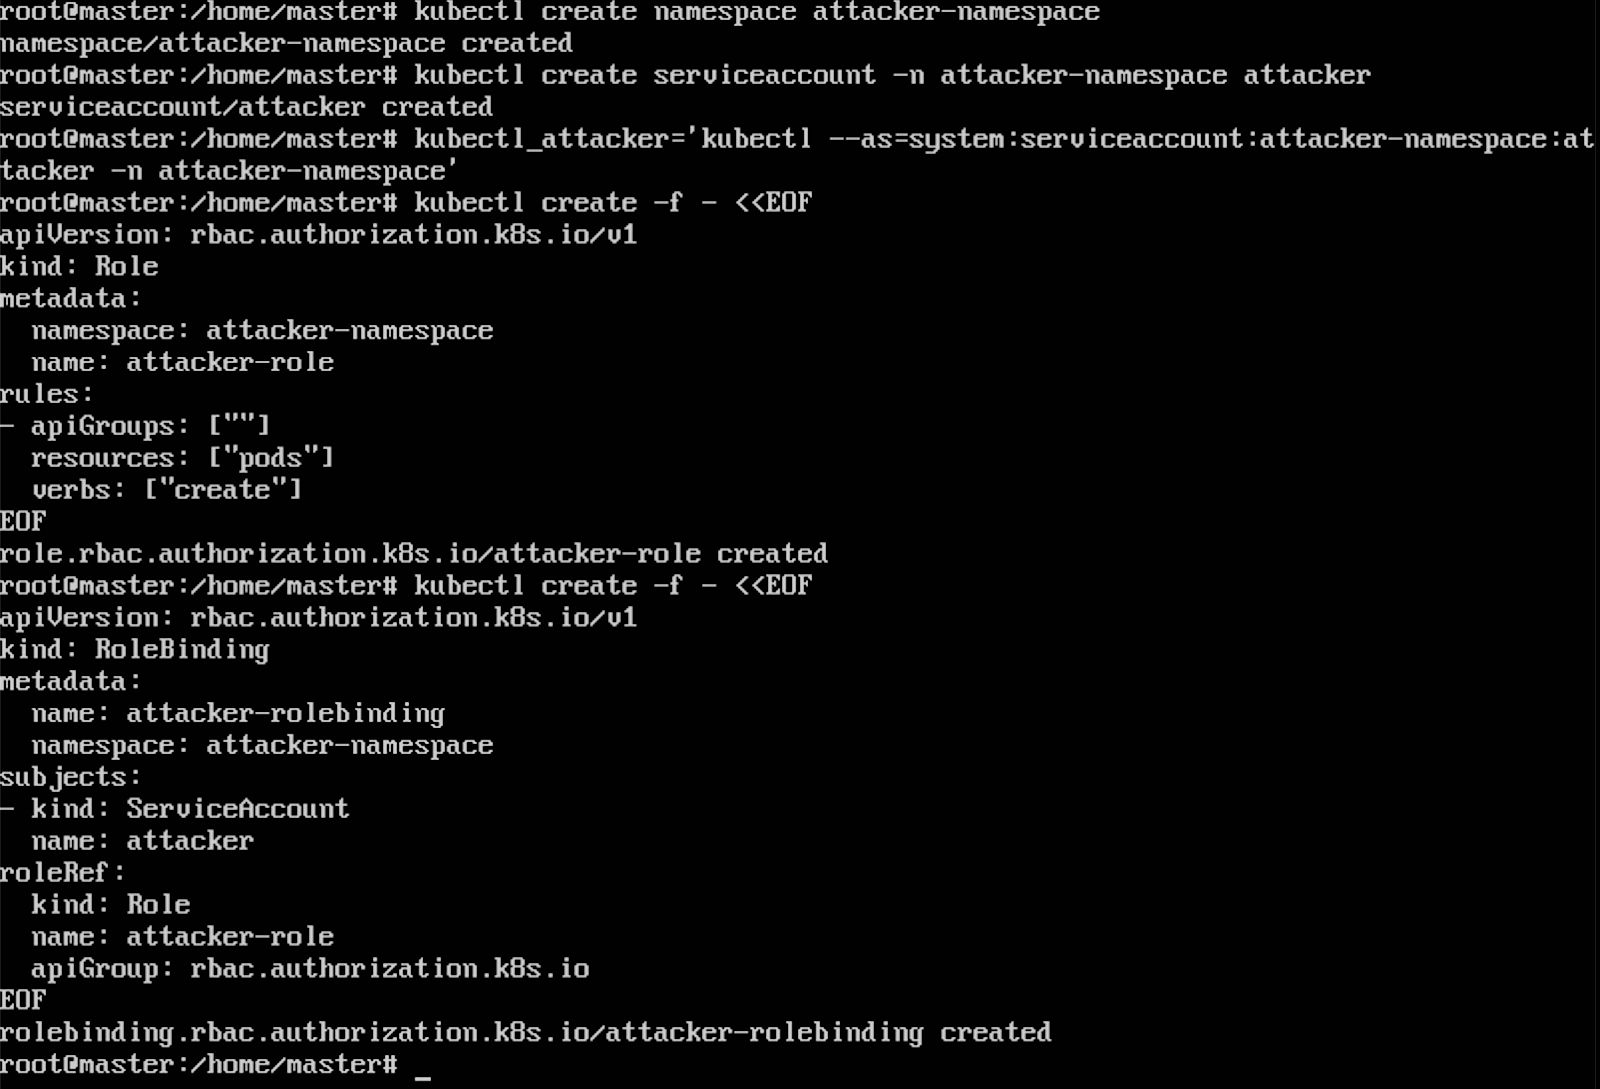 root@master:/home/master# kubectl create namespace attacker-namespace
namespace/attacker-namespace created
root@master:/home/master# kubectl create serviceaccount -n attacker-namespace attacker
serviceaccount/attacker created
root@master:/home/master# kubectl_attacker='kubectl --as=system:serviceaccount:attacker-namespace:at
tacker -n attacker-namespace'
root@master:/home/master# kubectl create -f - <<EOF
apiVersion: rbac.authorization.k8s.io/v1
kind: Role
metadata:
  namespace: attacker-namespace
  name: attacker-role
rules:
- apiGroups: [""]
  resources: ["pods"]
  verbs: ["create"]
EOF
role.rbac.authorization.k8s.io/attacker-role created
root@master:/home/master# kubectl create -f - <<EOF
apiVersion: rbac.authorization.k8s.io/v1
kind: RoleBinding
metadata:
  name: attacker-rolebinding
  namespace: attacker-namespace
subjects:
- kind: ServiceAccount
  name: attacker
roleRef:
  kind: Role
  name: attacker-role
  apiGroup: rbac.authorization.k8s.io
EOF
rolebinding.rbac.authorization.k8s.io/attacker-rolebinding created
root@master:/home/master# _